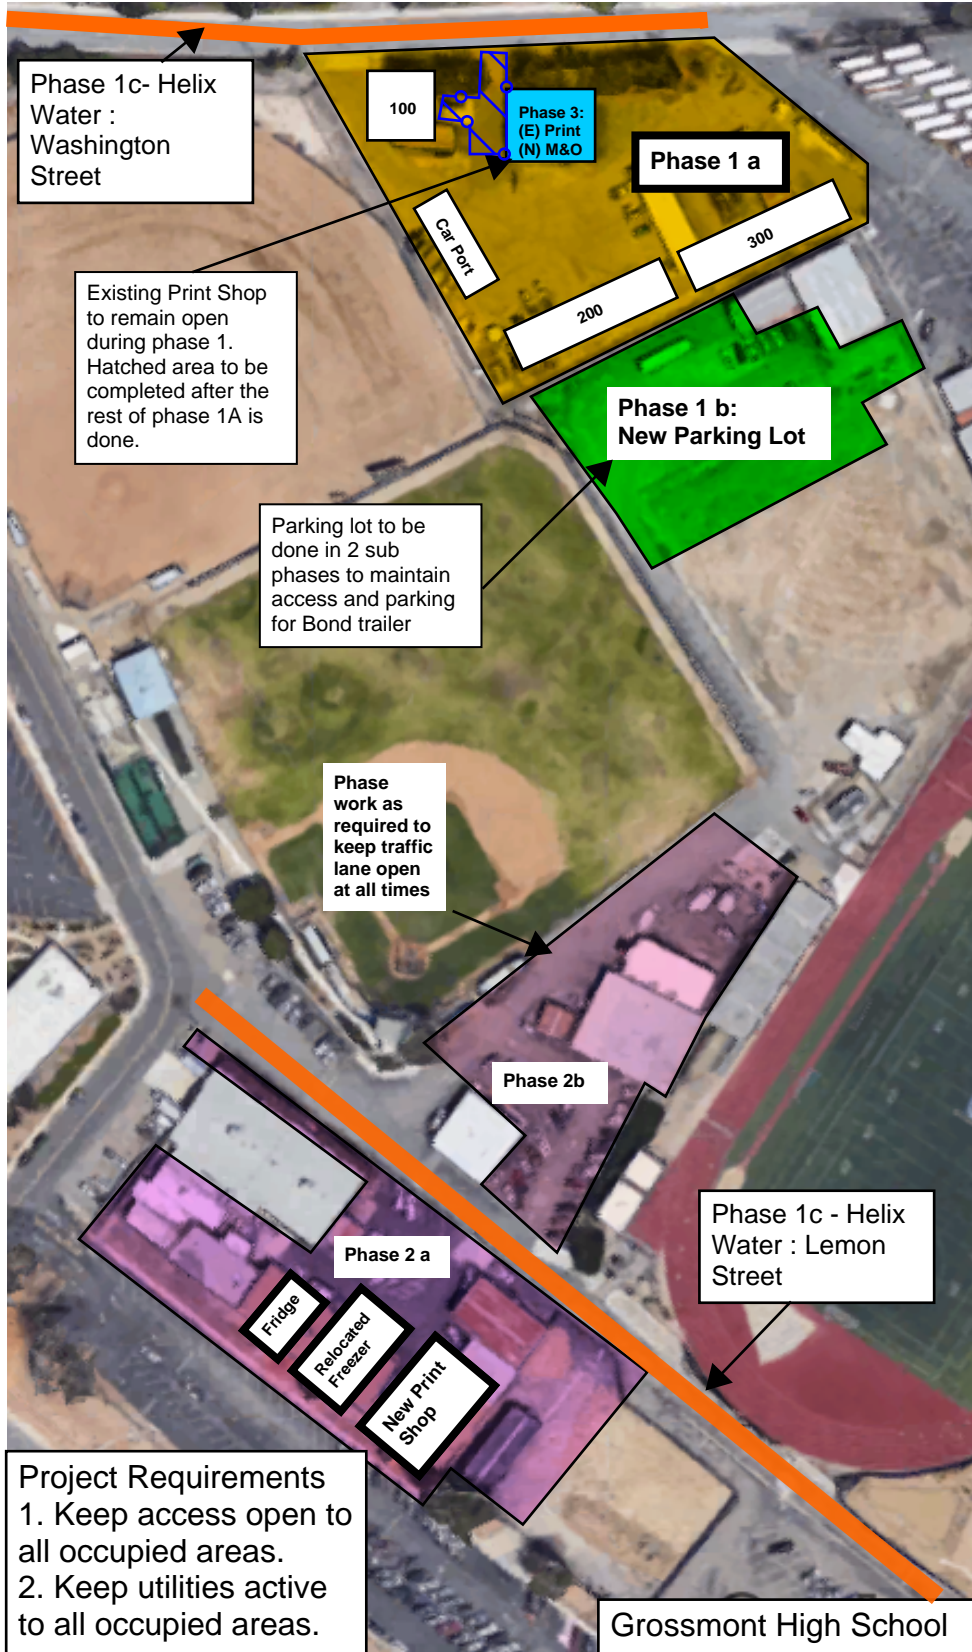 Phase 1c- Helix
Water :
Washington
Street
100
Phase 3:
(E) Print
(N) M&O
Phase 1 a
Car Port
300
200
Existing Print Shop
to remain open
during phase 1.
Hatched area to be
completed after the
rest of phase 1A is
done.
Phase 1 b:
New Parking Lot
Parking lot to be
done in 2 sub
phases to maintain
access and parking
for Bond trailer
Phase
work as
required to
keep traffic
lane open
at all times
Phase 2b
Phase 1c - Helix
Water : Lemon
Street
Phase 2 a
Fridge
Relocated
Freezer
New Print
Shop
Project Requirements
1. Keep access open to
all occupied areas.
2. Keep utilities active
to all occupied areas.
Grossmont High School